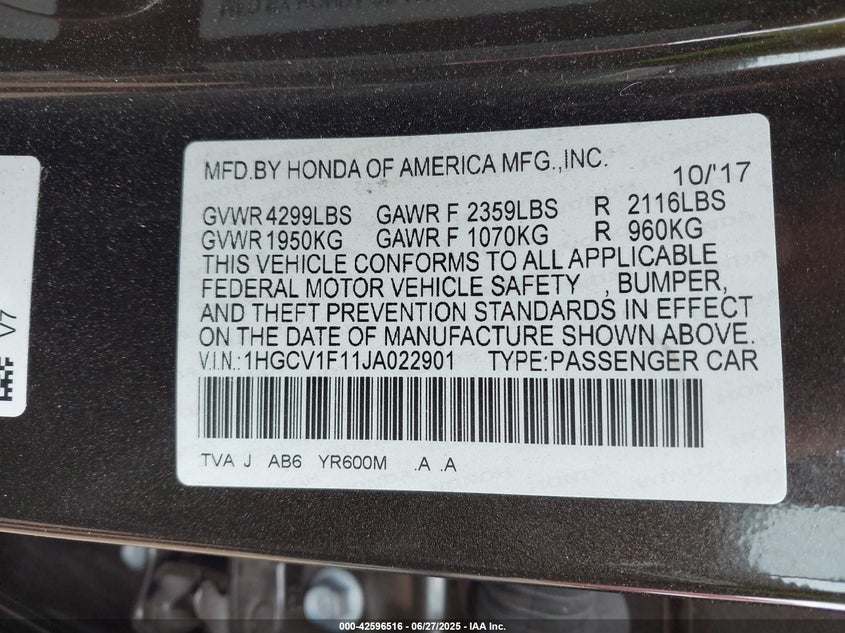 MFD.BY HONDA OF AMERICA MFG.,INC. 10/'17
GVWR 4299LBS GAWR F 2359LBS R 2116LBS
GVWR 1950KG GAWR F 1070KG R 960KG
THIS VEHICLE CONFORMS TO ALL APPLICABLE
FEDERAL MOTOR VEHICLE SAFETY , BUMPER,
AND THEFT PREVENTION STANDARDS IN EFFECT
ON THE DATE OF MANUFACTURE SHOWN ABOVE.
V.I.N.:1HGCV1F11JA022901 TYPE:PASSENGER CAR
TVA J AB6 YR600M .A .A
V7
000-42596516 - 06/27/2025 - IAA Inc.